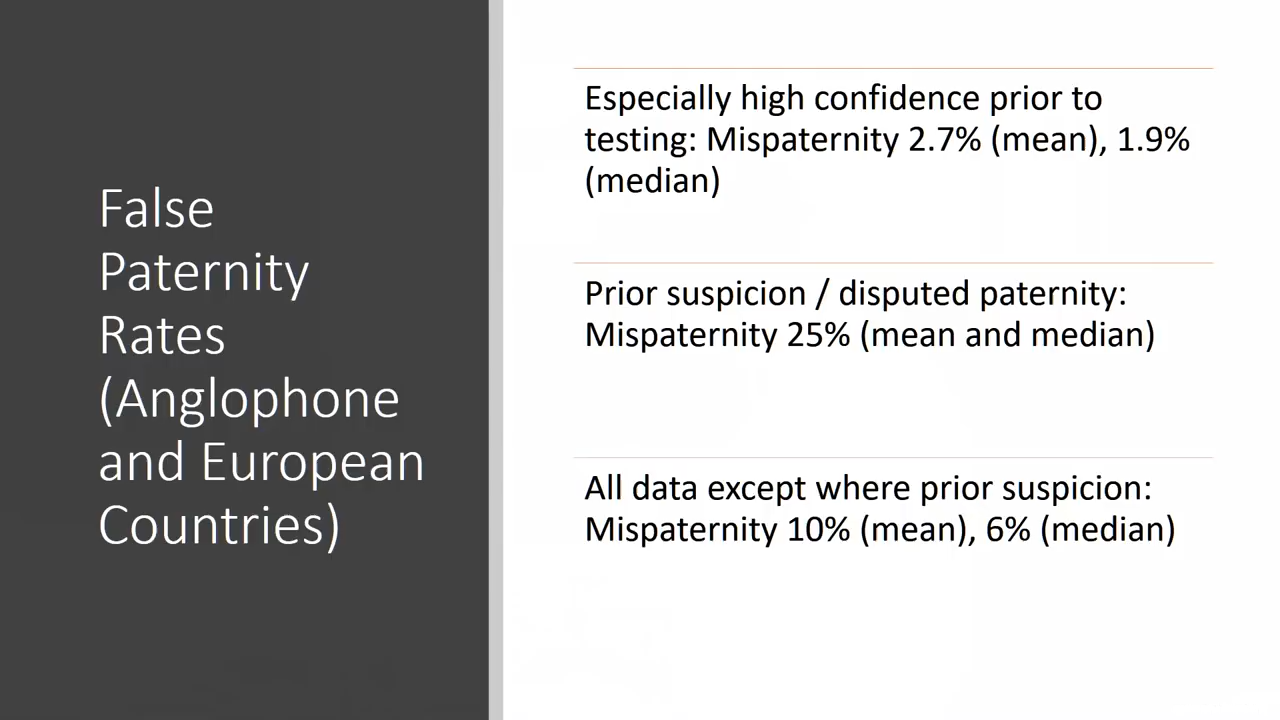 False
Paternity
Rates
(Anglophone
and European
Countries)
Especially high confidence prior to
testing: Mispaternity 2.7% (mean), 1.9%
(median)
Prior suspicion / disputed paternity:
Mispaternity 25% (mean and median)
All data except where prior suspicion:
Mispaternity 10% (mean), 6% (median)